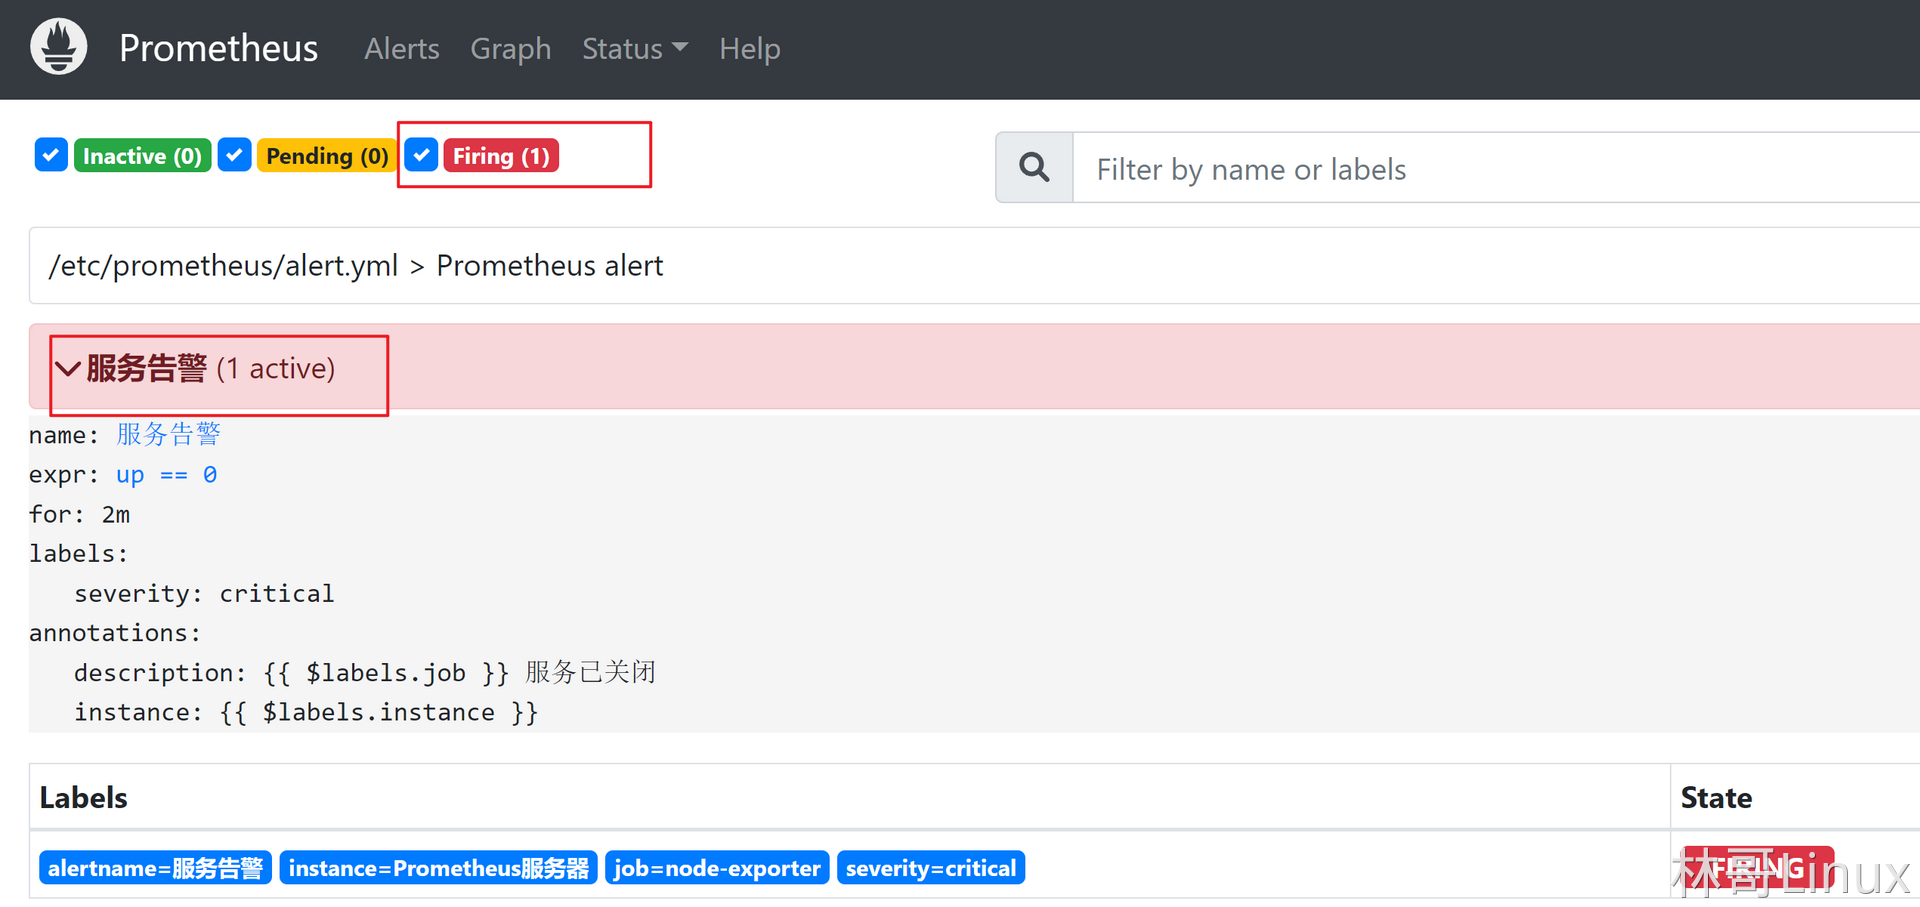 Prometheus Alerts Graph Status Help
Inactive (0) Pending (0) Firing (1)
Filter by name or labels
/etc/prometheus/alert.yml > Prometheus alert
服务告警 (1 active)
name: 服务告警
expr: up == 0
for: 2m
labels:
severity: critical
annotations:
description: {{ $labels.job }} 服务已关闭
instance: {{ $labels.instance }}
Labels State
alertname=服务告警 instance=Prometheus服务器 job=node-exporter severity=critical FIRING
林哥Linux